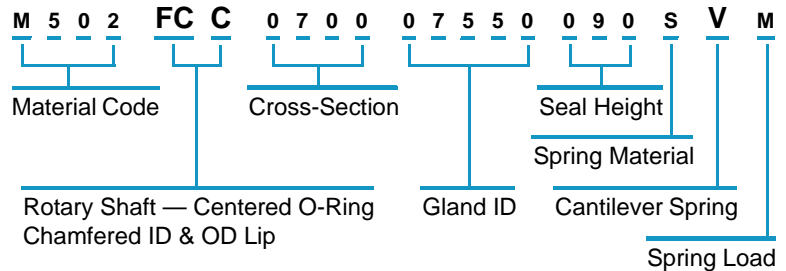 M 5 0 2 FC C 0 7 0 0 0 7 5 5 0 0 9 0 S V M
Material Code Cross-Section Seal Height
Spring Material
Rotary Shaft — Centered O-Ring Gland ID Cantilever Spring
Chamfered ID & OD Lip
Spring Load